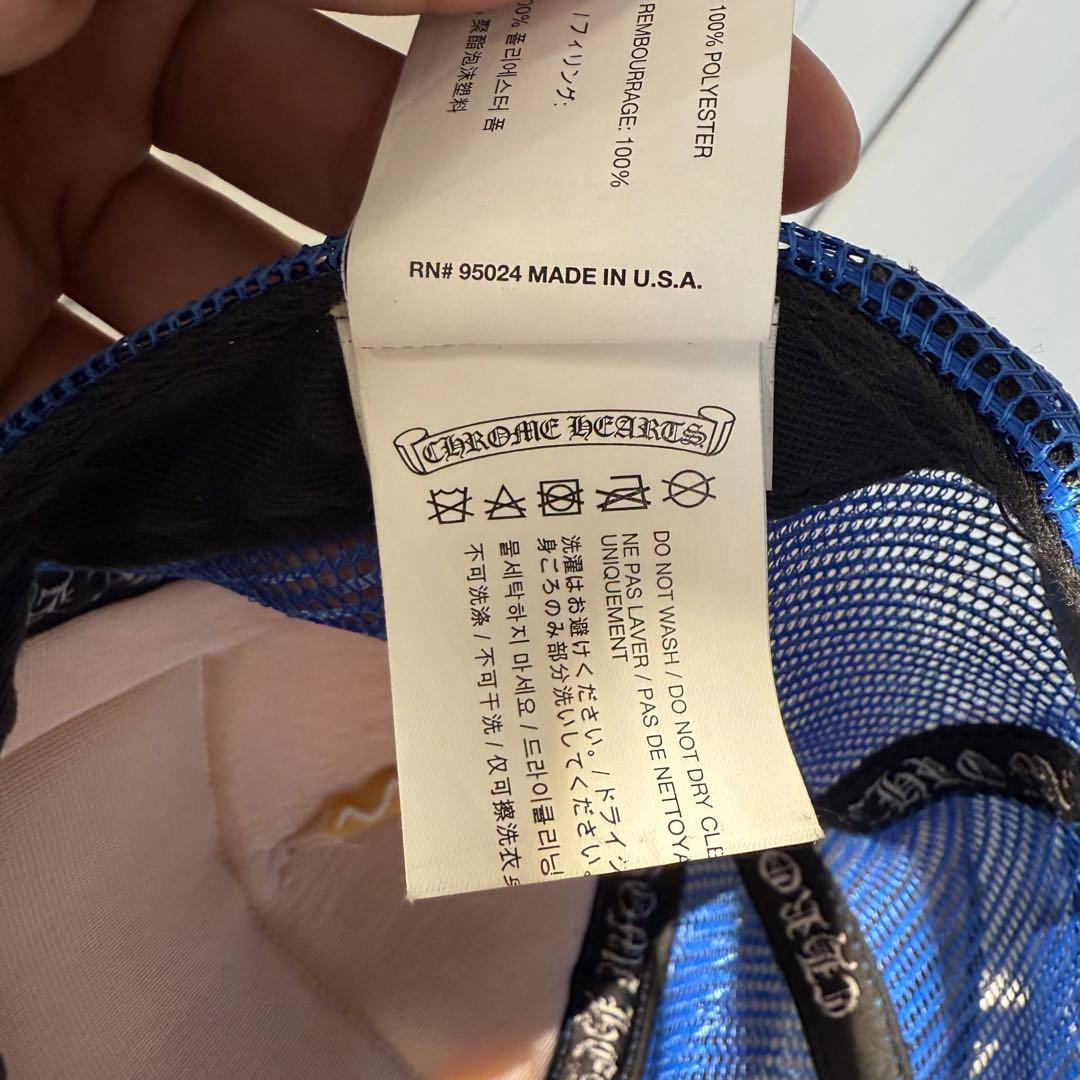 100% POLYESTER
REMBOURRAGE: 100%
/フィリング:
00% 폴리에스터 폼
聚酯泡沫塑料
RN# 95024 MADE IN U.S.A.
CHROME HEARTS
DO NOT WASH / DO NOT DRY CLE
NE PAS LAVER / PAS DE NETTOYA
UNIQUEMENT
洗濯はお避けください。/ ドライン
身ごろのみ部分洗いしてください。
물세탁하지 마세요 / 드라이클리닝
不可洗涤 / 不可干洗 / 仅可擦洗衣